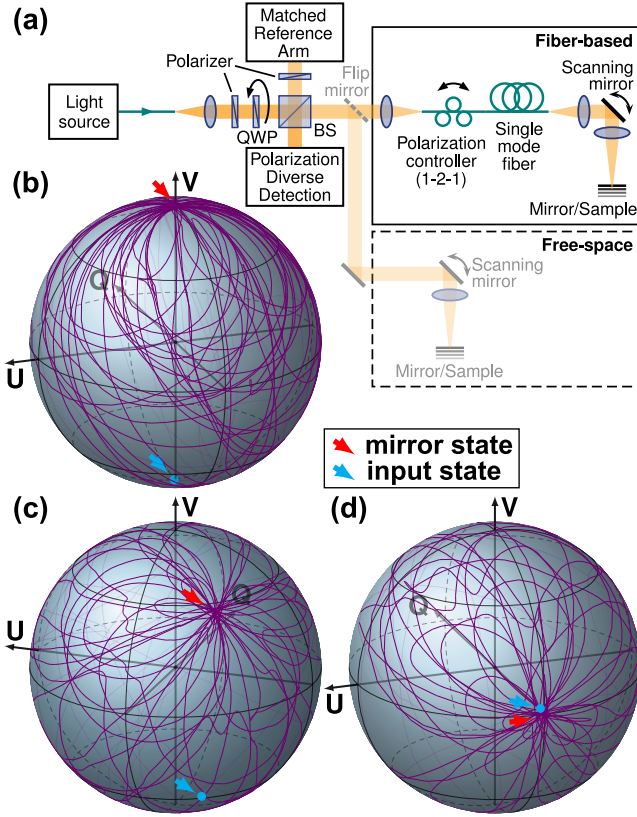 (a)
Matched
Reference
Arm
Polarizer
Light
source
QWP
BS
Polarization
Diverse
Detection
Flip
mirror
Fiber-based
Scanning
mirror
Polarization
controller
(1-2-1)
Single
mode
fiber
Mirror/Sample
Free-space
Scanning
mirror
Mirror/Sample
(b)
V
Q
U
mirror state
input state
(c)
V
Q
U
(d)
V
Q
U